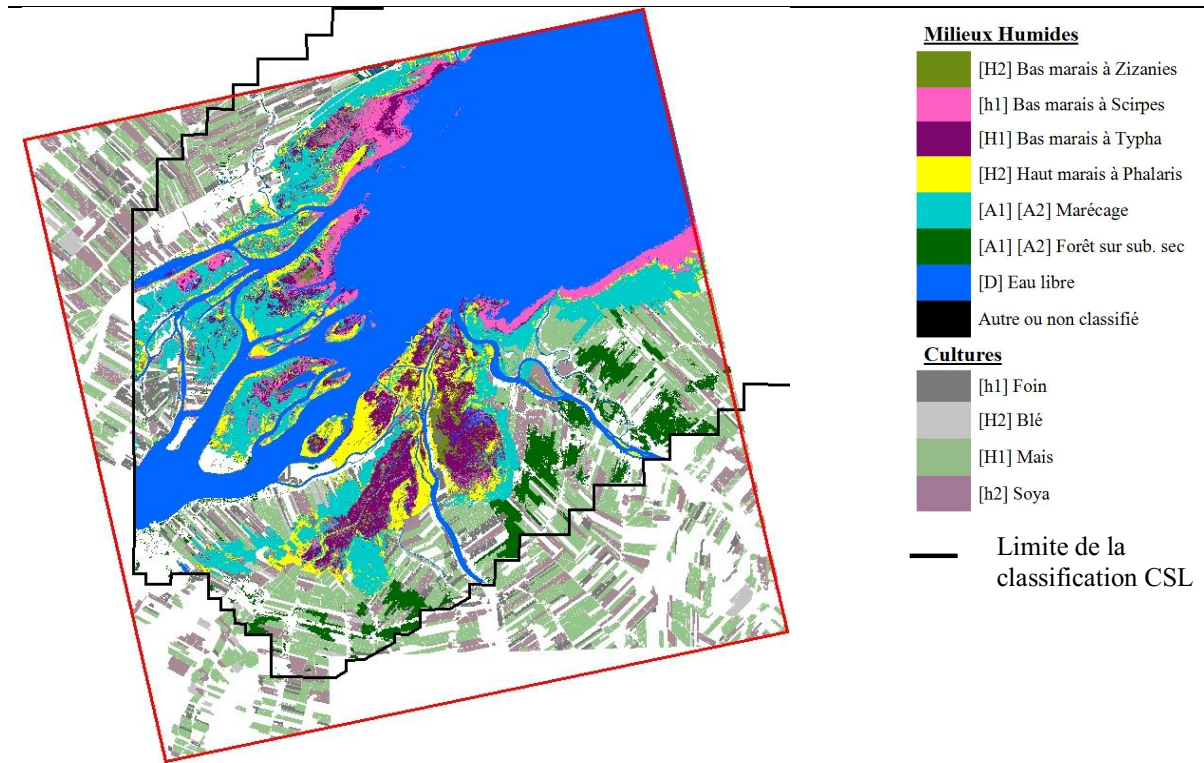 Milieux Humides
[H2] Bas marais à Zizanies
[h1] Bas marais à Scirpes
[H1] Bas marais à Typha
[H2] Haut marais à Phalaris
[A1] [A2] Marécage
[A1] [A2] Forêt sur sub. sec
[D] Eau libre
Autre ou non classifié
Cultures
[h1] Foin
[H2] Blé
[H1] Mais
[h2] Soya
Limite de la
classification CSL